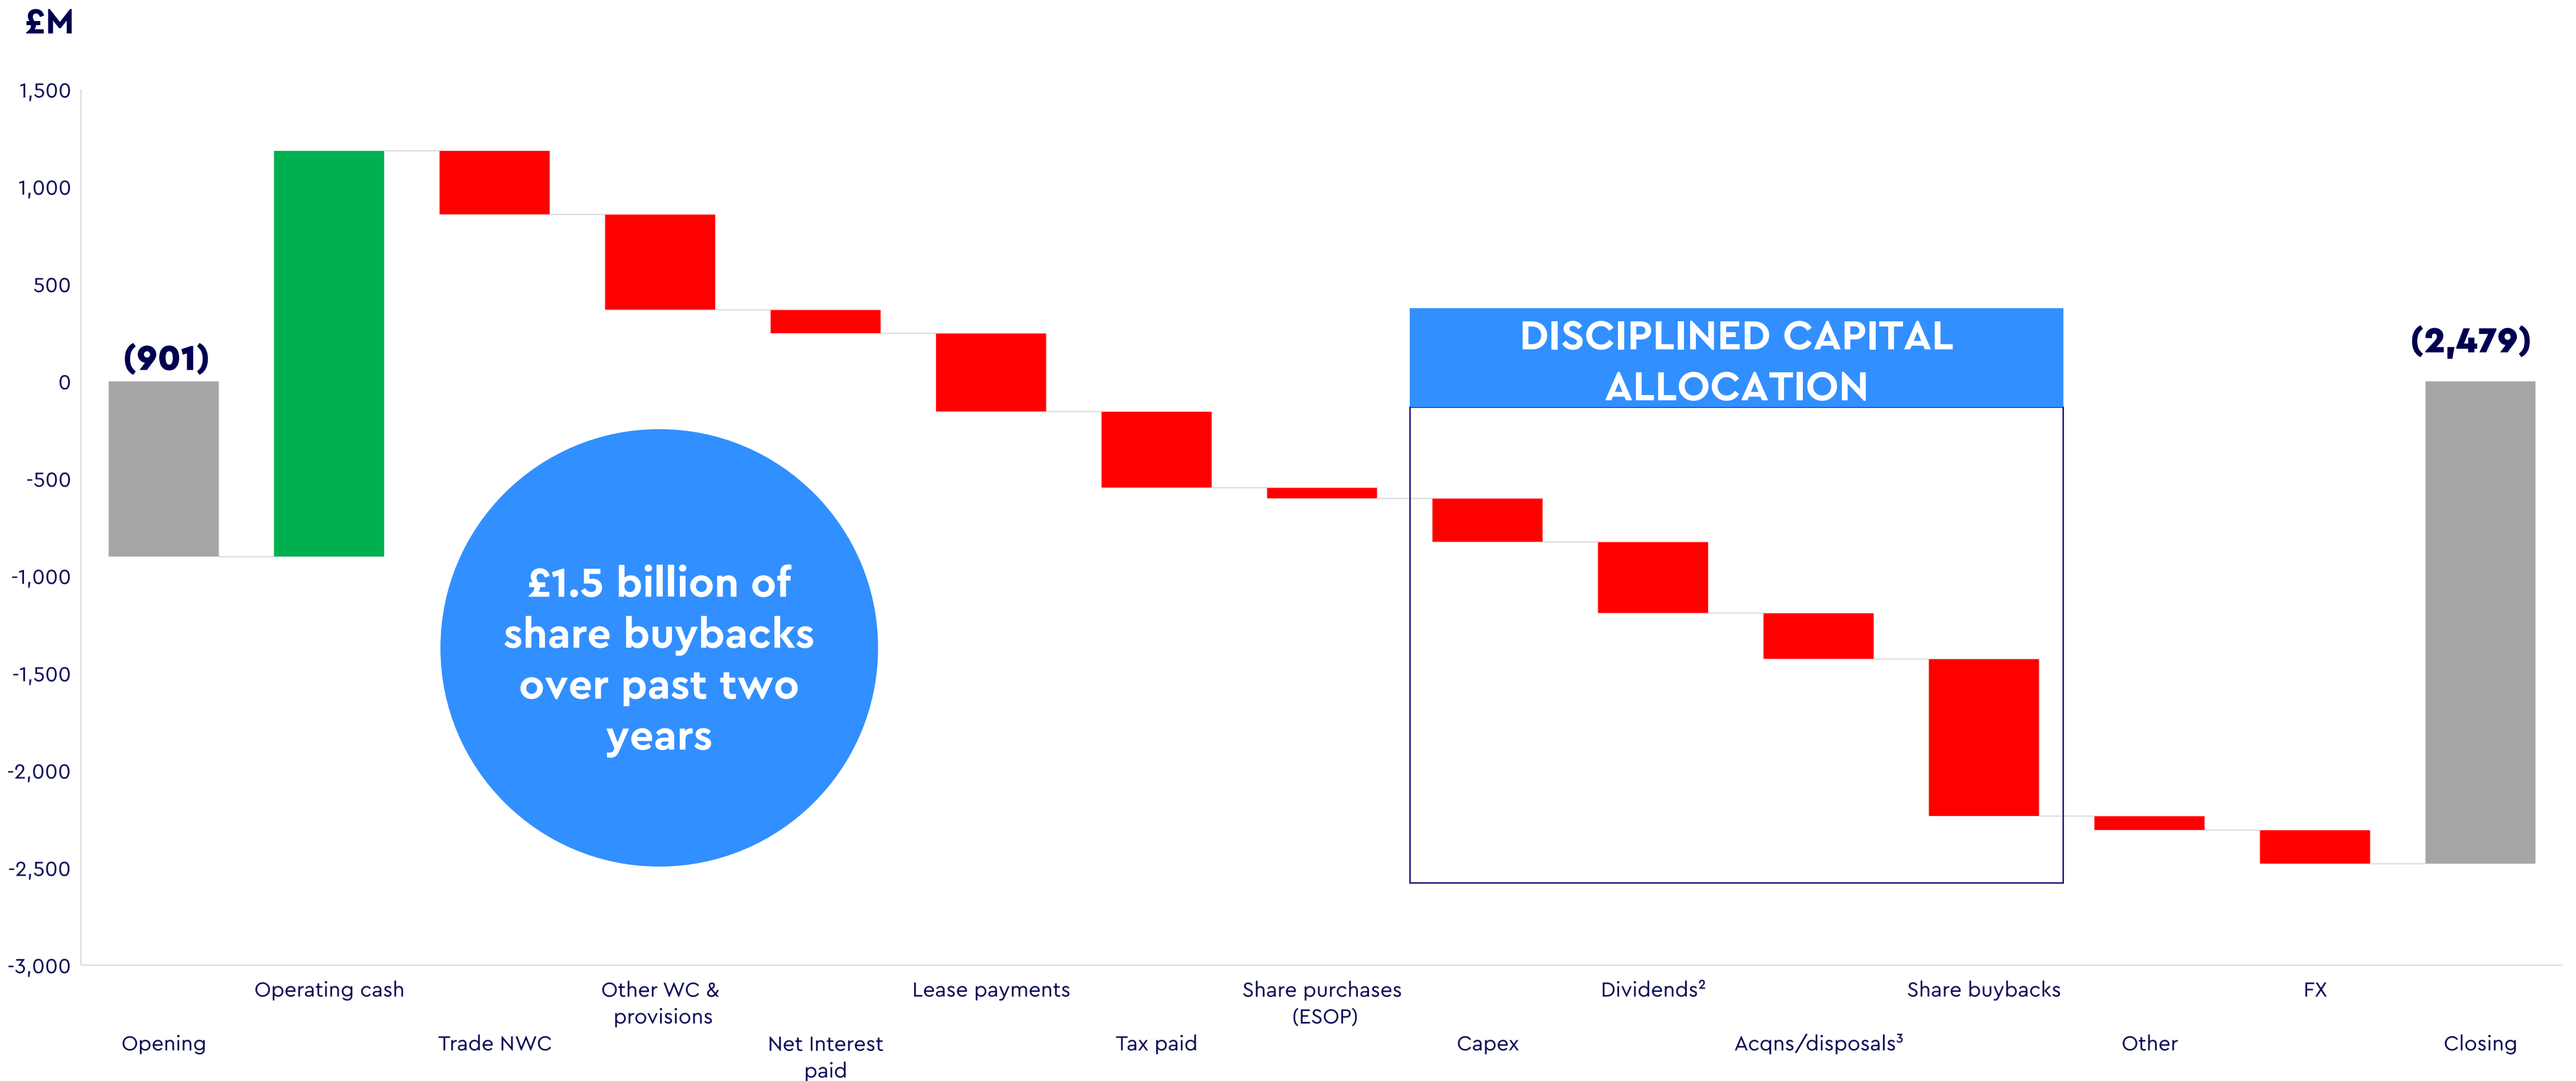 £M
1,500
1,000
500
0
-500
-1,000
-1,500
-2,000
-2,500
-3,000
(901)
£1.5 billion of
share buybacks
over past two
years
DISCIPLINED CAPITAL
ALLOCATION
(2,479)
Opening
Operating cash
Trade NWC
Other WC &
provisions
Net Interest
paid
Lease payments
Tax paid
Share purchases
(ESOP)
Capex
Dividends²
Acqns/disposals³
Share buybacks
Other
FX
Closing